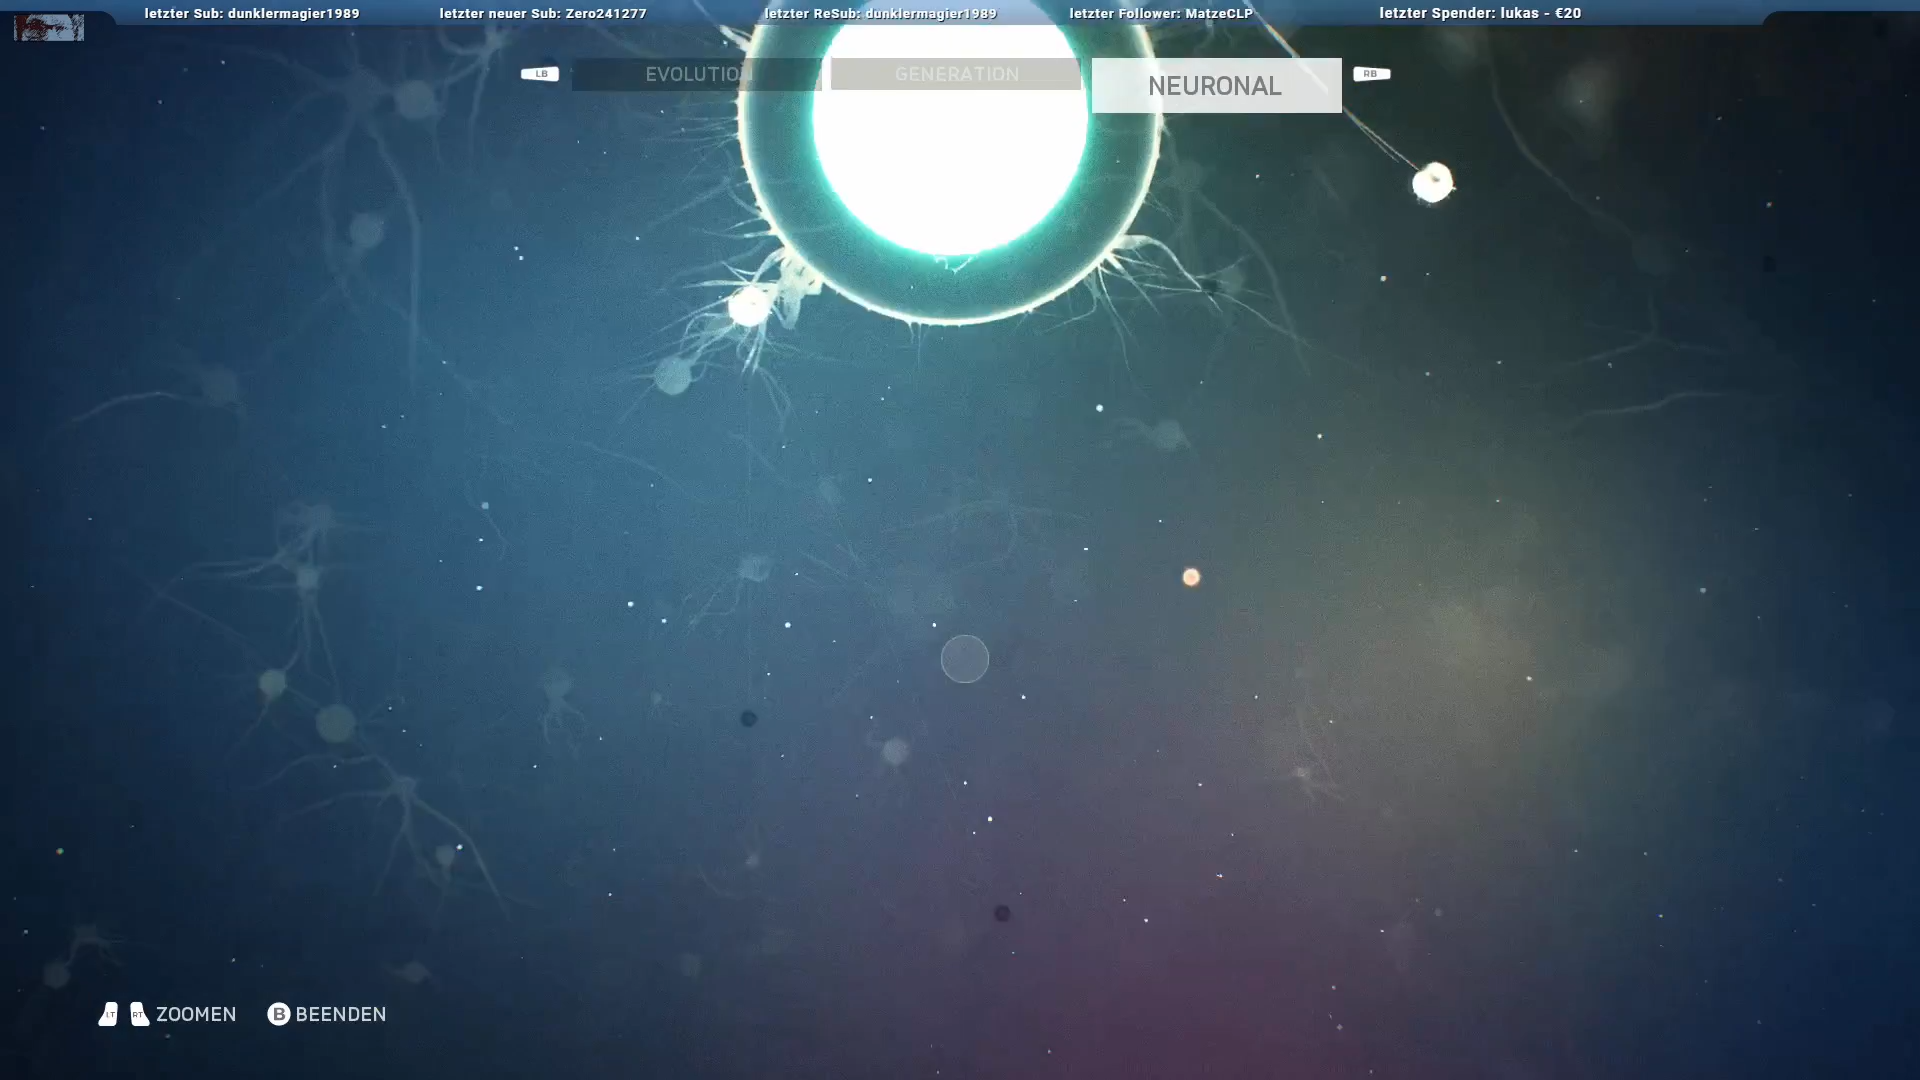 letzter Sub: dunklermagier1989
letzter neuer Sub: Zero241277
letzter ReSub: dunklermagier1989
letzter Follower: MatzeCLP
letzter Spender: lukas - €20
LB
EVOLUTION
GENERATION
NEURONAL
RB
LT RT ZOOMEN
B BEENDEN